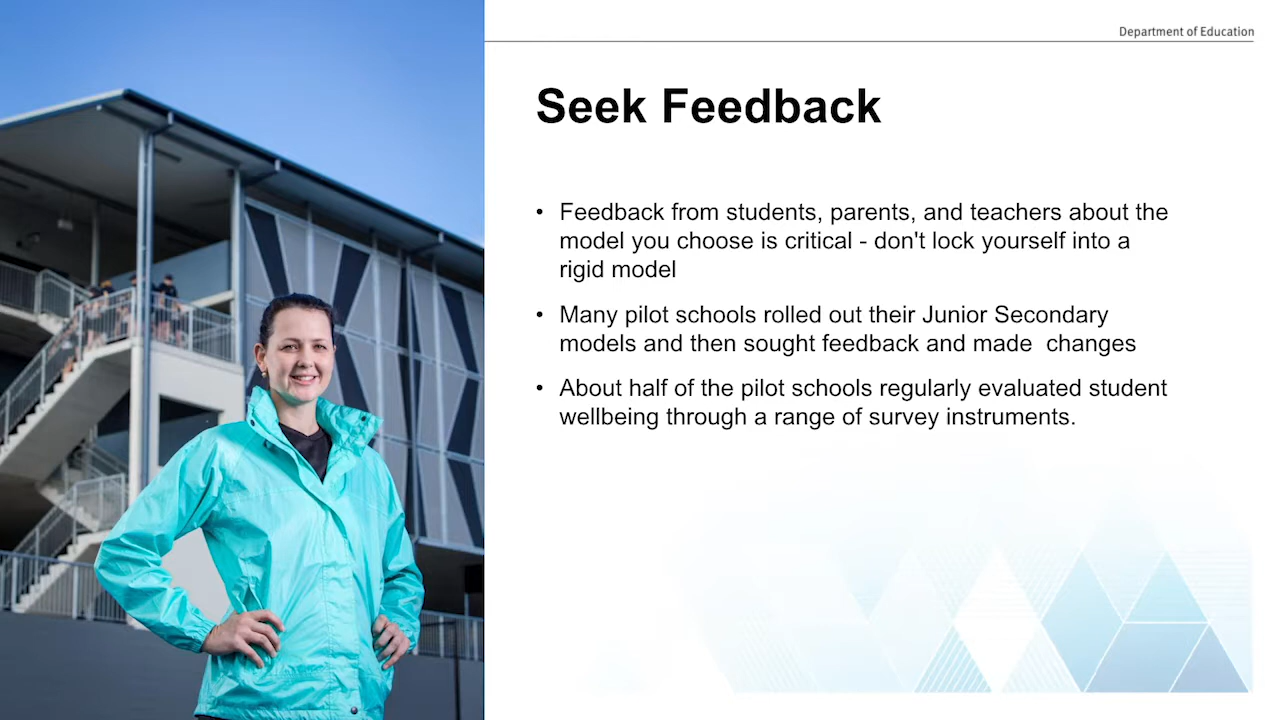 Department of Education
Seek Feedback
• Feedback from students, parents, and teachers about the
model you choose is critical - don't lock yourself into a
rigid model
• Many pilot schools rolled out their Junior Secondary
models and then sought feedback and made  changes
• About half of the pilot schools regularly evaluated student
wellbeing through a range of survey instruments.